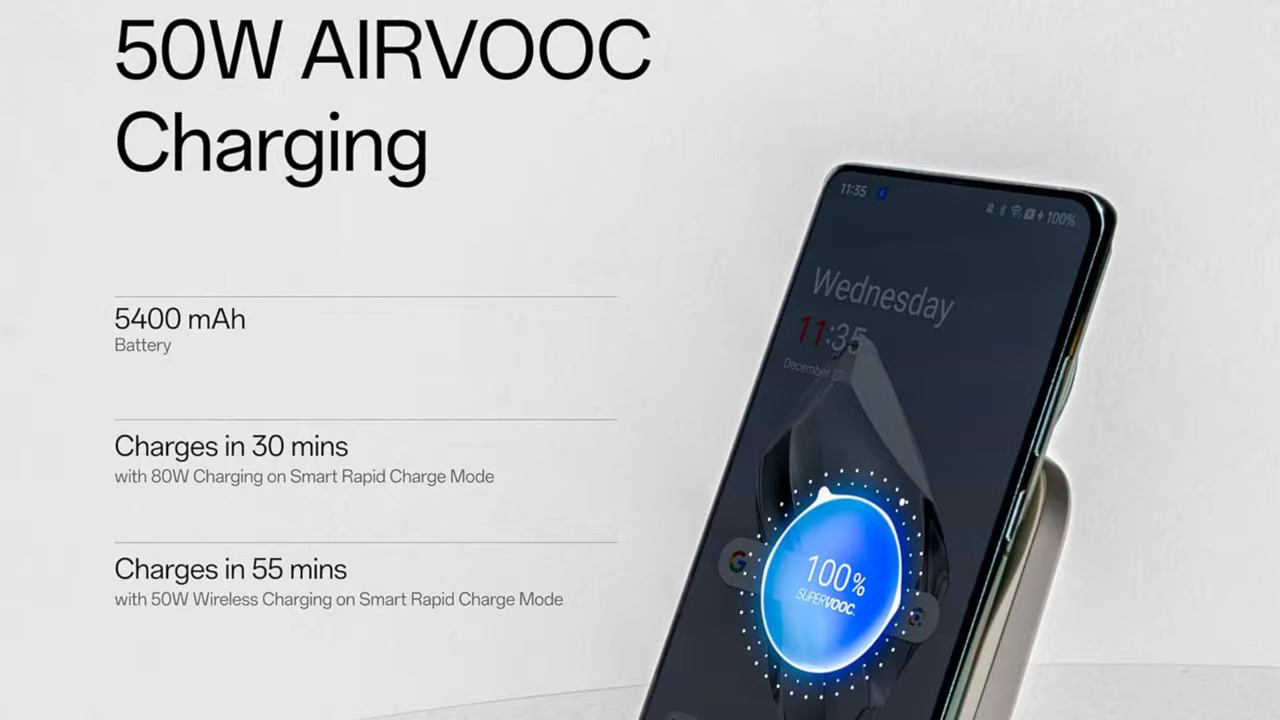 50W AIRVOOC
Charging
5400 mAh
Battery
Charges in 30 mins
with 80W Charging on Smart Rapid Charge Mode
Charges in 55 mins
with 50W Wireless Charging on Smart Rapid Charge Mode
11:35
100%
Wednesday
11:35
December
100%
SUPERVOOC